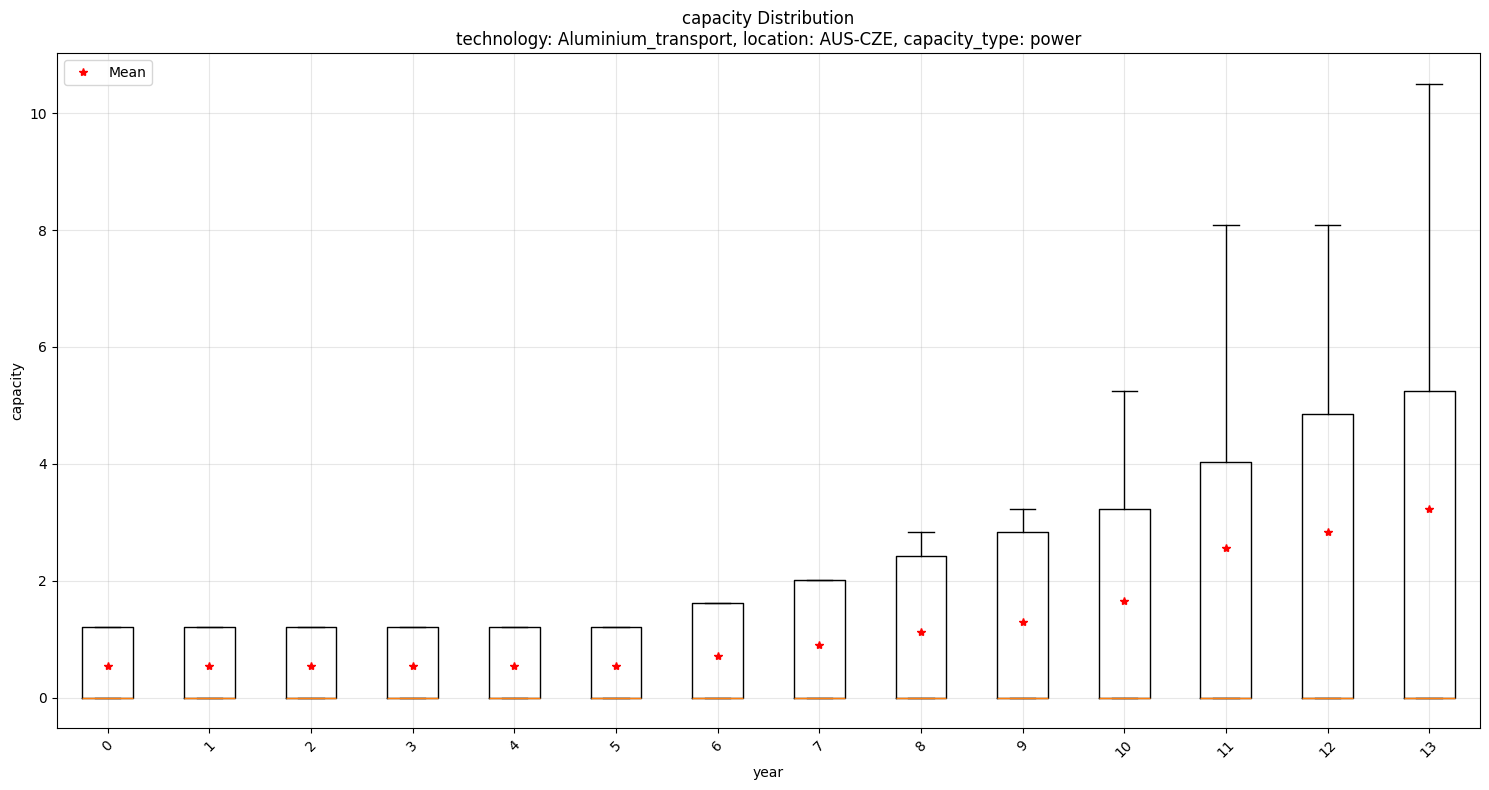 capacity Distribution
technology: Aluminium_transport, location: AUS-CZE, capacity_type: power
Mean
10
8
6
4
2
0
capacity
0 1 2 3 4 5 6 7 8 9 10 11 12 13
year